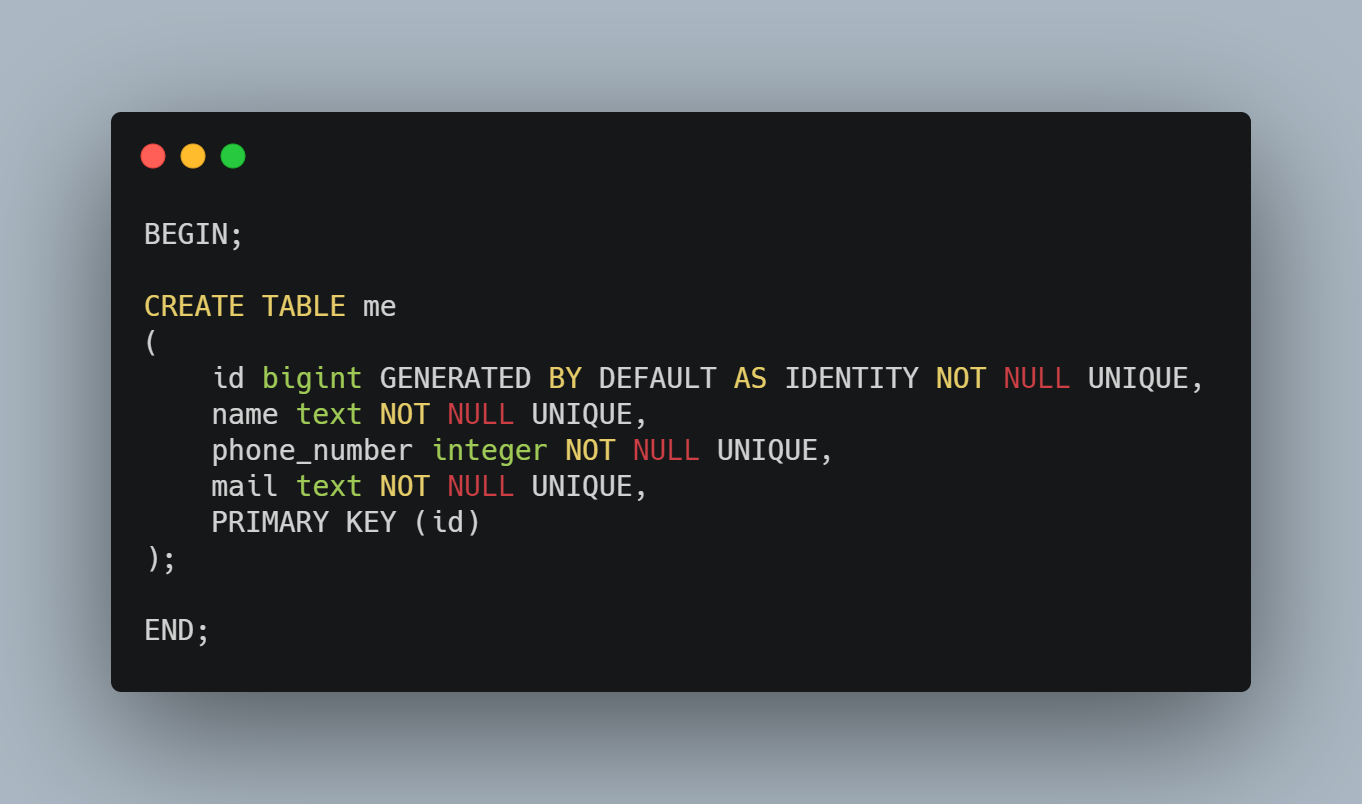 BEGIN;
CREATE TABLE me
(
    id bigint GENERATED BY DEFAULT AS IDENTITY NOT NULL UNIQUE,
    name text NOT NULL UNIQUE,
    phone_number integer NOT NULL UNIQUE,
    mail text NOT NULL UNIQUE,
    PRIMARY KEY (id)
);
END;